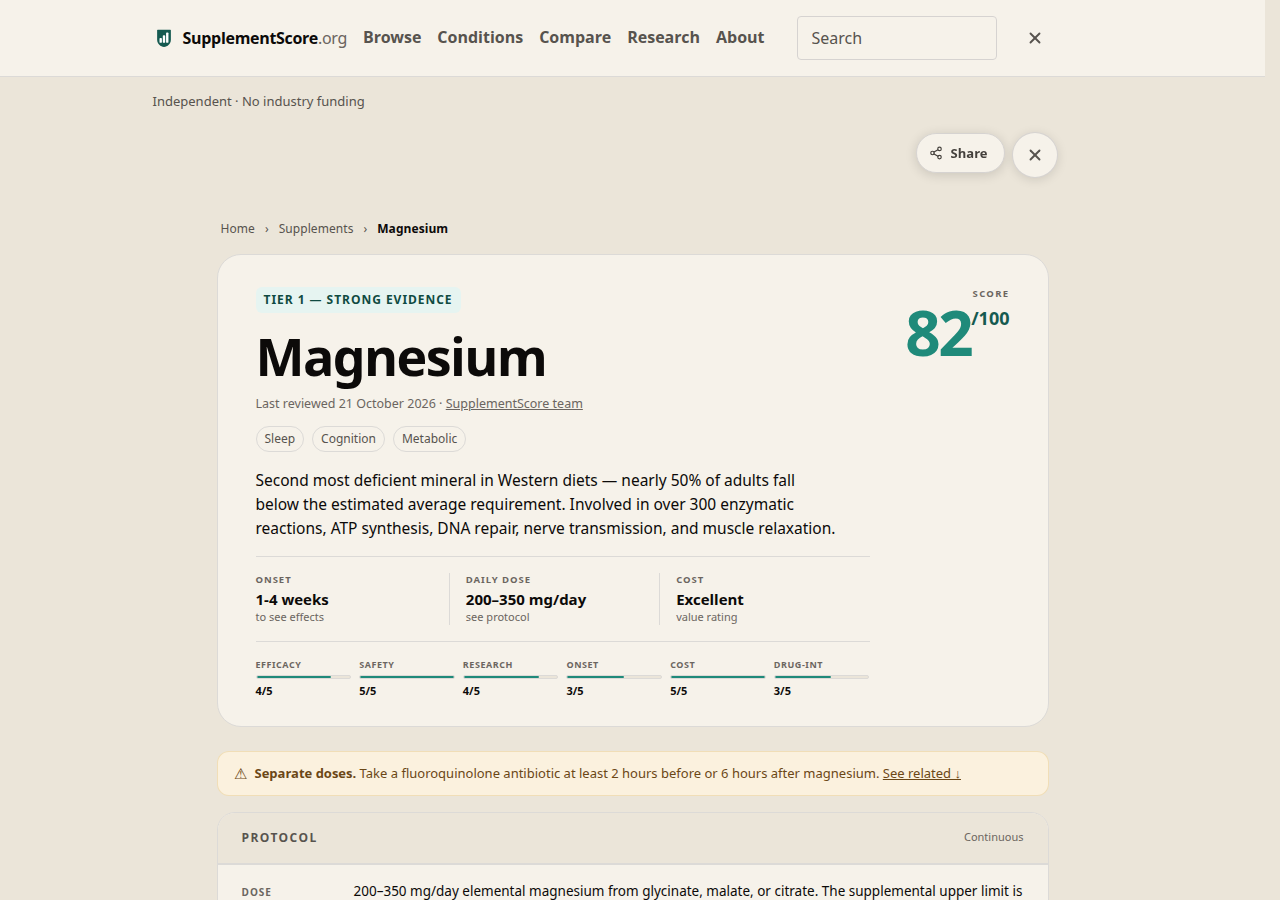 SupplementScore.org Browse Conditions Compare Research About Search ✕
Independent · No industry funding
Share ✕
Home › Supplements › Magnesium
TIER 1 — STRONG EVIDENCE
SCORE
82/100
Magnesium
Last reviewed 21 October 2026 · SupplementScore team
Sleep Cognition Metabolic
Second most deficient mineral in Western diets — nearly 50% of adults fall
below the estimated average requirement. Involved in over 300 enzymatic
reactions, ATP synthesis, DNA repair, nerve transmission, and muscle relaxation.
ONSET DAILY DOSE COST
1-4 weeks 200–350 mg/day Excellent
to see effects see protocol value rating
EFFICACY SAFETY RESEARCH ONSET COST DRUG-INT
4/5 5/5 4/5 3/5 5/5 3/5
⚠ Separate doses. Take a fluoroquinolone antibiotic at least 2 hours before or 6 hours after magnesium. See related ↓
PROTOCOL Continuous
DOSE 200–350 mg/day elemental magnesium from glycinate, malate, or citrate. The supplemental upper limit is